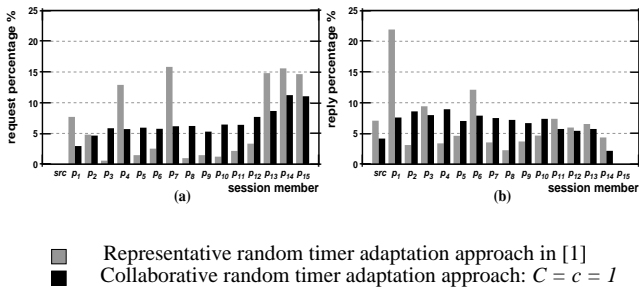 request percentage %
25
20
15
10
5
0
src p1 p2 p3 p4 p5 p6 p7 p8 p9 p10 p11 p12 p13 p14 p15
(a)
session member
reply percentage %
25
20
15
10
5
0
src p1 p2 p3 p4 p5 p6 p7 p8 p9 p10 p11 p12 p13 p14 p15
(b)
session member
Representative random timer adaptation approach in [1]
Collaborative random timer adaptation approach: C = c = 1